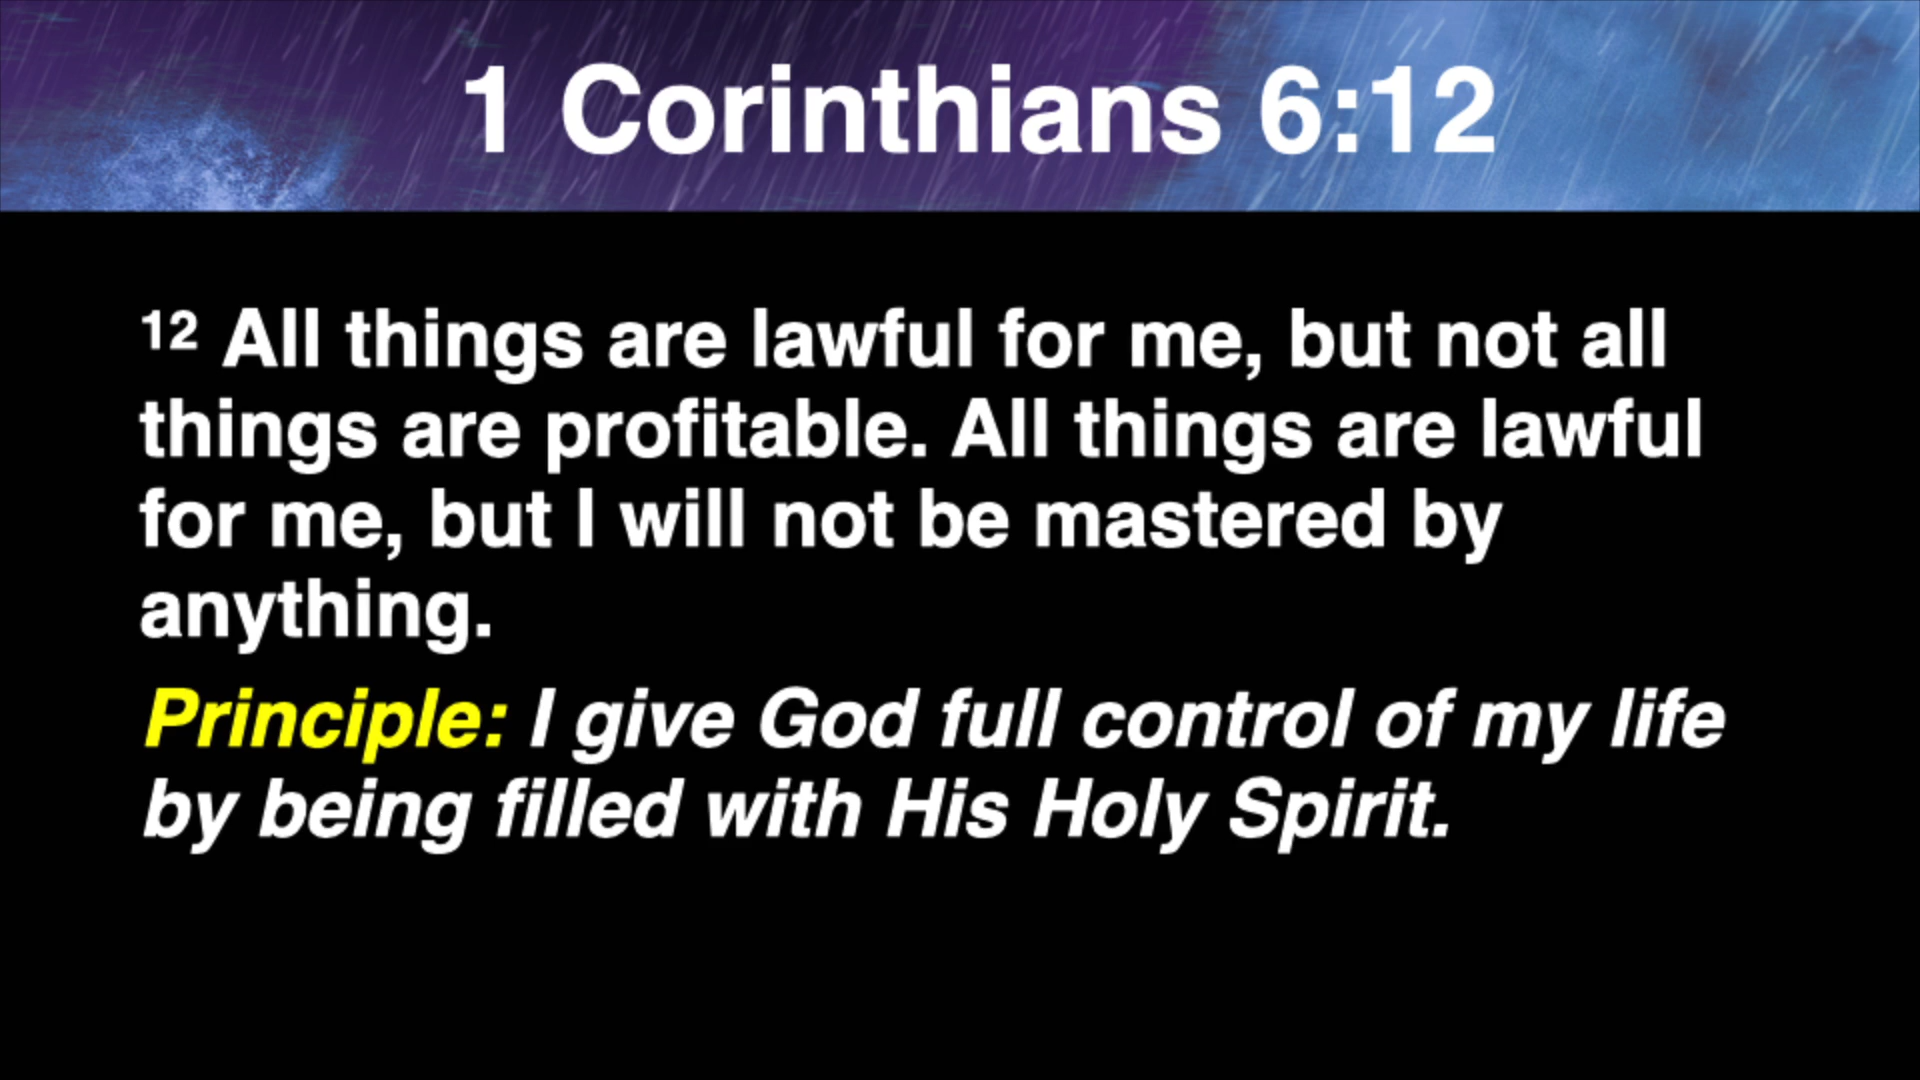 1 Corinthians 6:12
12 All things are lawful for me, but not all
things are profitable. All things are lawful
for me, but I will not be mastered by
anything.
Principle: I give God full control of my life
by being filled with His Holy Spirit.